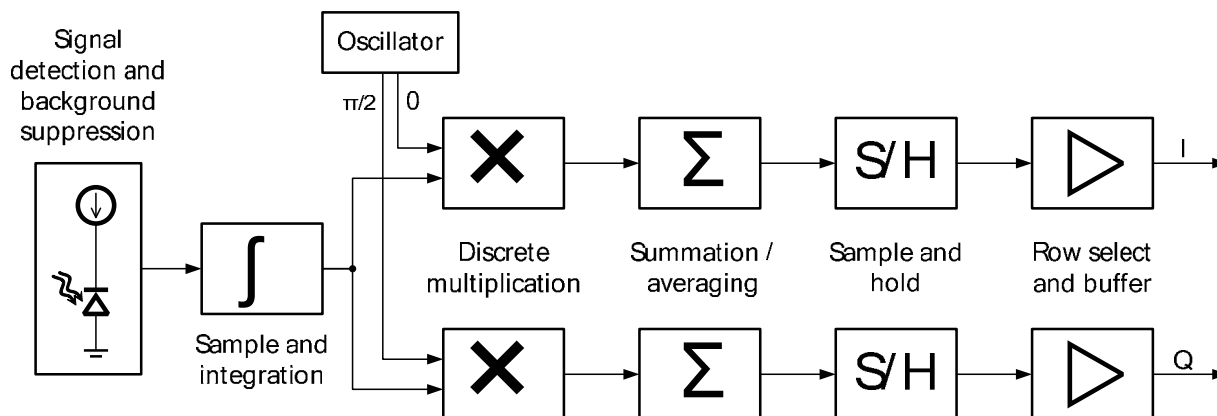 Signal
detection and
background
suppression
Oscillator
π/2
0
×
Σ
S/H
I
∫
Discrete
multiplication
Summation /
averaging
Sample and
hold
Row select
and buffer
Sample and
integration
×
Σ
S/H
Q